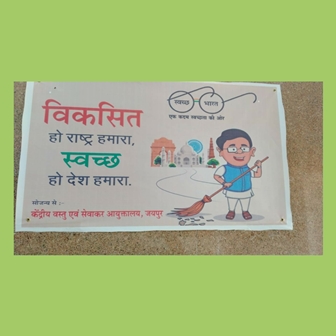 विकसित
हो राष्ट्र हमारा,
स्वच्छ
हो देश हमारा.
सौजन्य से :-
केंद्रीय वस्तु एवं सेवाकर आयुक्तालय, जयपुर
स्वच्छ भारत
एक कदम स्वच्छता की ओर